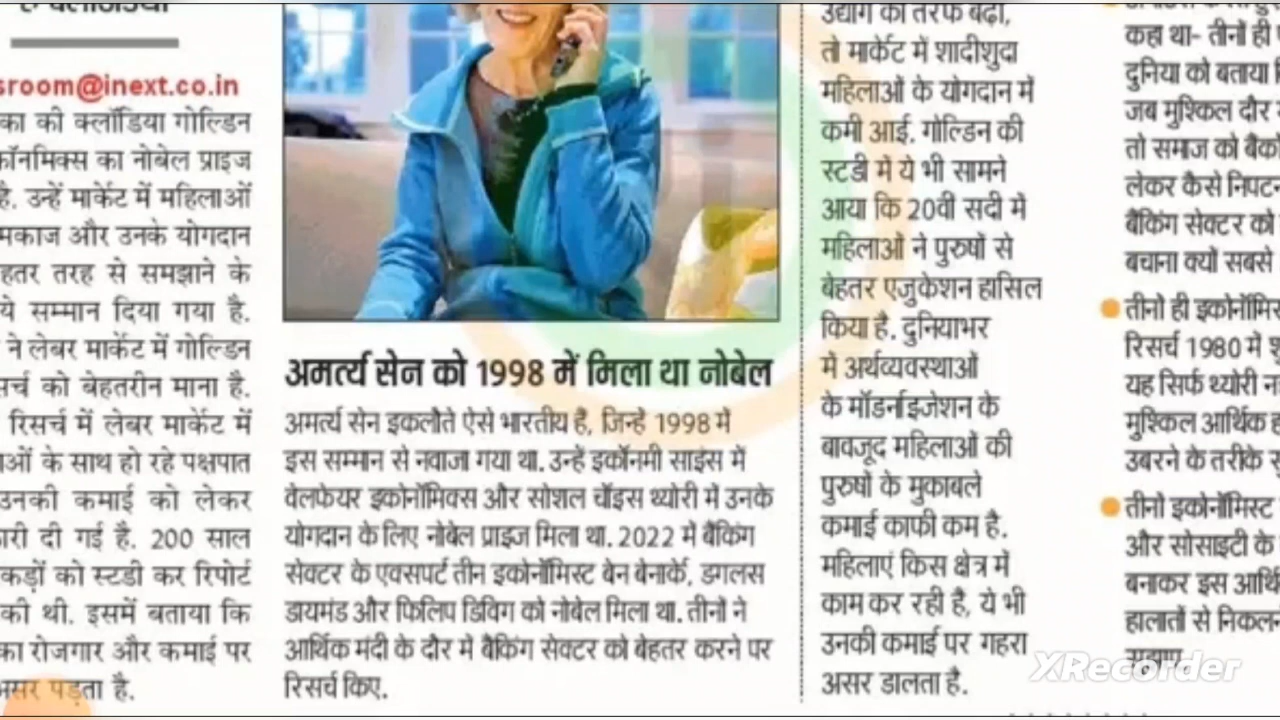 sroom@inext.co.in
का की क्लॉडिया गोल्डिन
कॉनमिक्स का नोबेल प्राइज
है. उन्हें मार्केट में महिलाओं
मकाज और उनके योगदान
हतर तरह से समझाने के
ये सम्मान दिया गया है.
ने लेबर मार्केट में गोल्डिन
सर्च को बेहतरीन माना है.
रिसर्च में लेबर मार्केट में
ाओं के साथ हो रहे पक्षपात
उनकी कमाई को लेकर
ारी दी गई है. 200 साल
कड़ों को स्टडी कर रिपोर्ट
की थी. इसमें बताया कि
का रोजगार और कमाई पर
असर पड़ता है.
अमर्त्य सेन को 1998 में मिला था नोबेल
अमर्त्य सेन इकलौते ऐसे भारतीय हैं, जिन्हें 1998 में
इस सम्मान से नवाजा गया था. उन्हें इकॉनमी साइंस में
वेलफेयर इकोनॉमिक्स और सोशल चॉइस थ्योरी में उनके
योगदान के लिए नोबेल प्राइज मिला था. 2022 में बैंकिंग
सेक्टर के एक्सपर्ट तीन इकोनॉमिस्ट बेन बेर्नाके, डगलस
डायमंड और फिलिप डिविग को नोबेल मिला था. तीनों ने
आर्थिक मंदी के दौर में बैंकिंग सेक्टर को बेहतर करने पर
रिसर्च किए.
उद्योग की तरफ बढ़ी,
तो मार्केट में शादीशुदा
महिलाओं के योगदान में
कमी आई. गोल्डिन की
स्टडी में ये भी सामने
आया कि 20वीं सदी में
महिलाओं ने पुरुषों से
बेहतर एजुकेशन हासिल
किया है. दुनियाभर
में अर्थव्यवस्थाओं
के मॉडर्नाइजेशन के
बावजूद महिलाओं की
पुरुषों के मुकाबले
कमाई काफी कम है.
महिलाएं किस क्षेत्र में
काम कर रही है, ये भी
उनकी कमाई पर गहरा
असर डालता है.
कहा था- तीनों ही
दुनिया को बताया
जब मुश्किल दौर
तो समाज को बैंकों
लेकर कैसे निपटन
बैंकिंग सेक्टर को
बचाना क्यों सबसे
तीनों ही इकोनॉमिस
रिसर्च 1980 में शु
यह सिर्फ थ्योरी न
मुश्किल आर्थिक ह
उबरने के तरीके स
तीनों इकोनॉमिस्ट
और सोसाइटी के
बनाकर इस आर्थि
हालातों से निकलन
सुझाए.
XRecorder